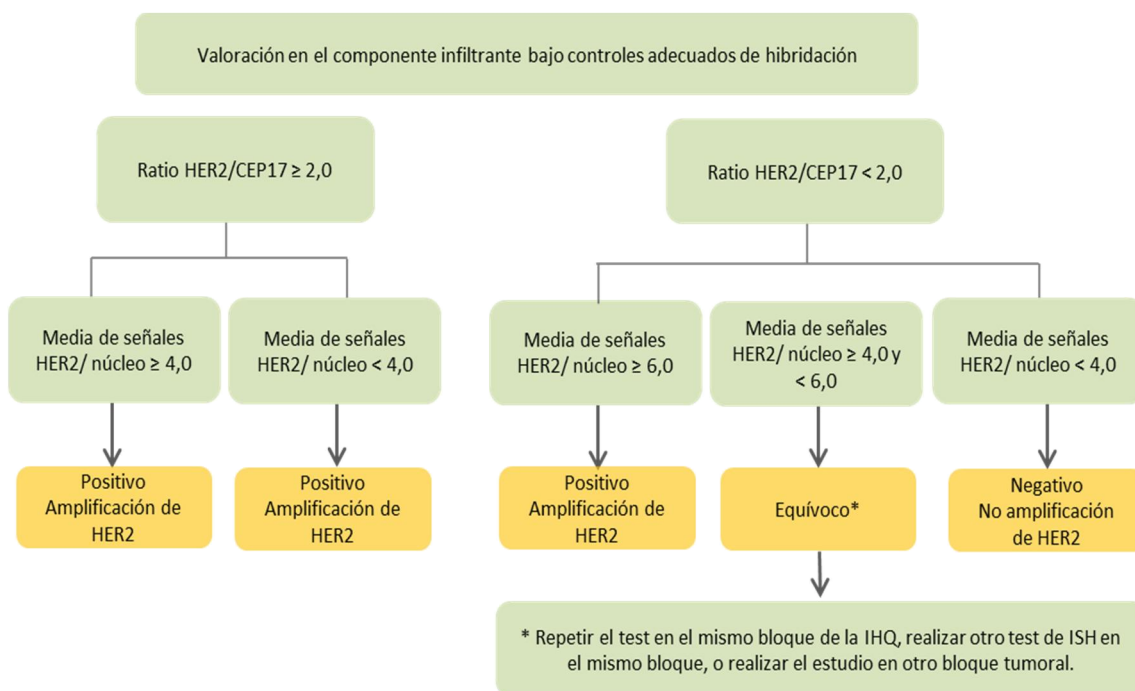 Valoración en el componente infiltrante bajo controles adecuados de hibridación
Ratio HER2/CEP17 ≥ 2,0
Ratio HER2/CEP17 < 2,0
Media de señales
HER2/ núcleo ≥ 4,0
Media de señales
HER2/ núcleo < 4,0
Media de señales
HER2/ núcleo ≥ 6,0
Media de señales
HER2/ núcleo ≥ 4,0 y
< 6,0
Media de señales
HER2/ núcleo < 4,0
Positivo
Amplificación de
HER2
Positivo
Amplificación de
HER2
Positivo
Amplificación de
HER2
Equívoco*
Negativo
No amplificación
de HER2
* Repetir el test en el mismo bloque de la IHQ, realizar otro test de ISH en
el mismo bloque, o realizar el estudio en otro bloque tumoral.